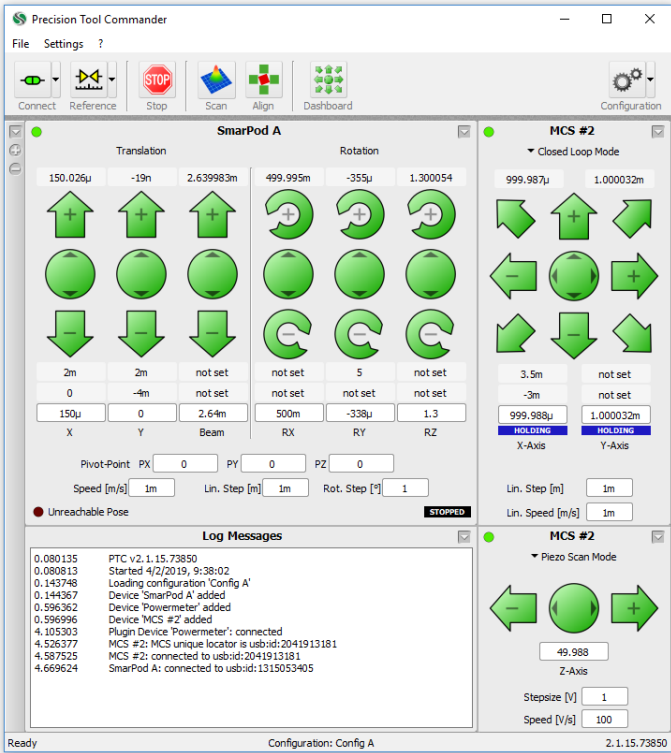 Precision Tool Commander
File Settings ?
STOP
Connect Reference Stop Scan Align Dashboard Configuration
SmarPod A
Translation Rotation
150.026µ -19n 2.639983m 499.995m -355µ 1.300054
+ + + + + +
− − − − − −
2m 2m not set not set 5 not set
0 -4m not set not set not set not set
150µ 0 2.64m 500m -338µ 1.3
X Y Beam RX RY RZ
Pivot-Point PX 0 PY 0 PZ 0
Speed [m/s] 1m Lin. Step [m] 1m Rot. Step [°] 1
Unreachable Pose STOPPED
MCS #2
Closed Loop Mode
999.987µ 1.000032m
+
− +
−
3.5m not set
-3m not set
999.988µ 1.000032m
HOLDING HOLDING
X-Axis Y-Axis
Lin. Step [m] 1m
Lin. Speed [m/s] 1m
Log Messages
0.080135 PTC v2.1.15.73850
0.080813 Started 4/2/2019, 9:38:02
0.143748 Loading configuration 'Config A'
0.144367 Device 'SmarPod A' added
0.596362 Device 'Powermeter' added
0.596996 Device 'MCS #2' added
4.105303 Plugin Device 'Powermeter': connected
4.526377 MCS #2: MCS unique locator is usb:id:2041913181
4.587525 MCS #2: connected to usb:id:2041913181
4.669624 SmarPod A: connected to usb:id:1315053405
MCS #2
Piezo Scan Mode
− +
49.988
Z-Axis
Stepsize [V] 1
Speed [V/s] 100
Ready Configuration: Config A 2.1.15.73850